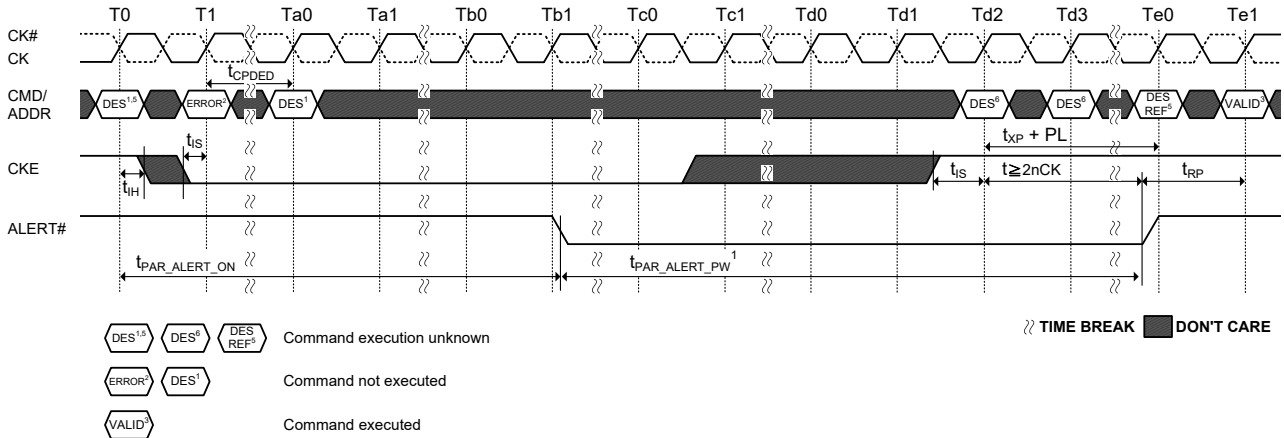 T0 T1 Ta0 Ta1 Tb0 Tb1 Tc0 Tc1 Td0 Td1 Td2 Td3 Te0 Te1
CK#
CK
tCPDED
CMD/
ADDR
DES1,5 ERROR2 DES1 DES6 DES6 DES REF5 VALID3
tXP + PL
tIS
CKE
tIH
tIS t≧2nCK tRP
ALERT#
tPAR_ALERT_ON tPAR_ALERT_PW1
DES1,5 DES6 DES REF5 Command execution unknown
TIME BREAK DON'T CARE
ERROR2 DES1 Command not executed
VALID3 Command executed